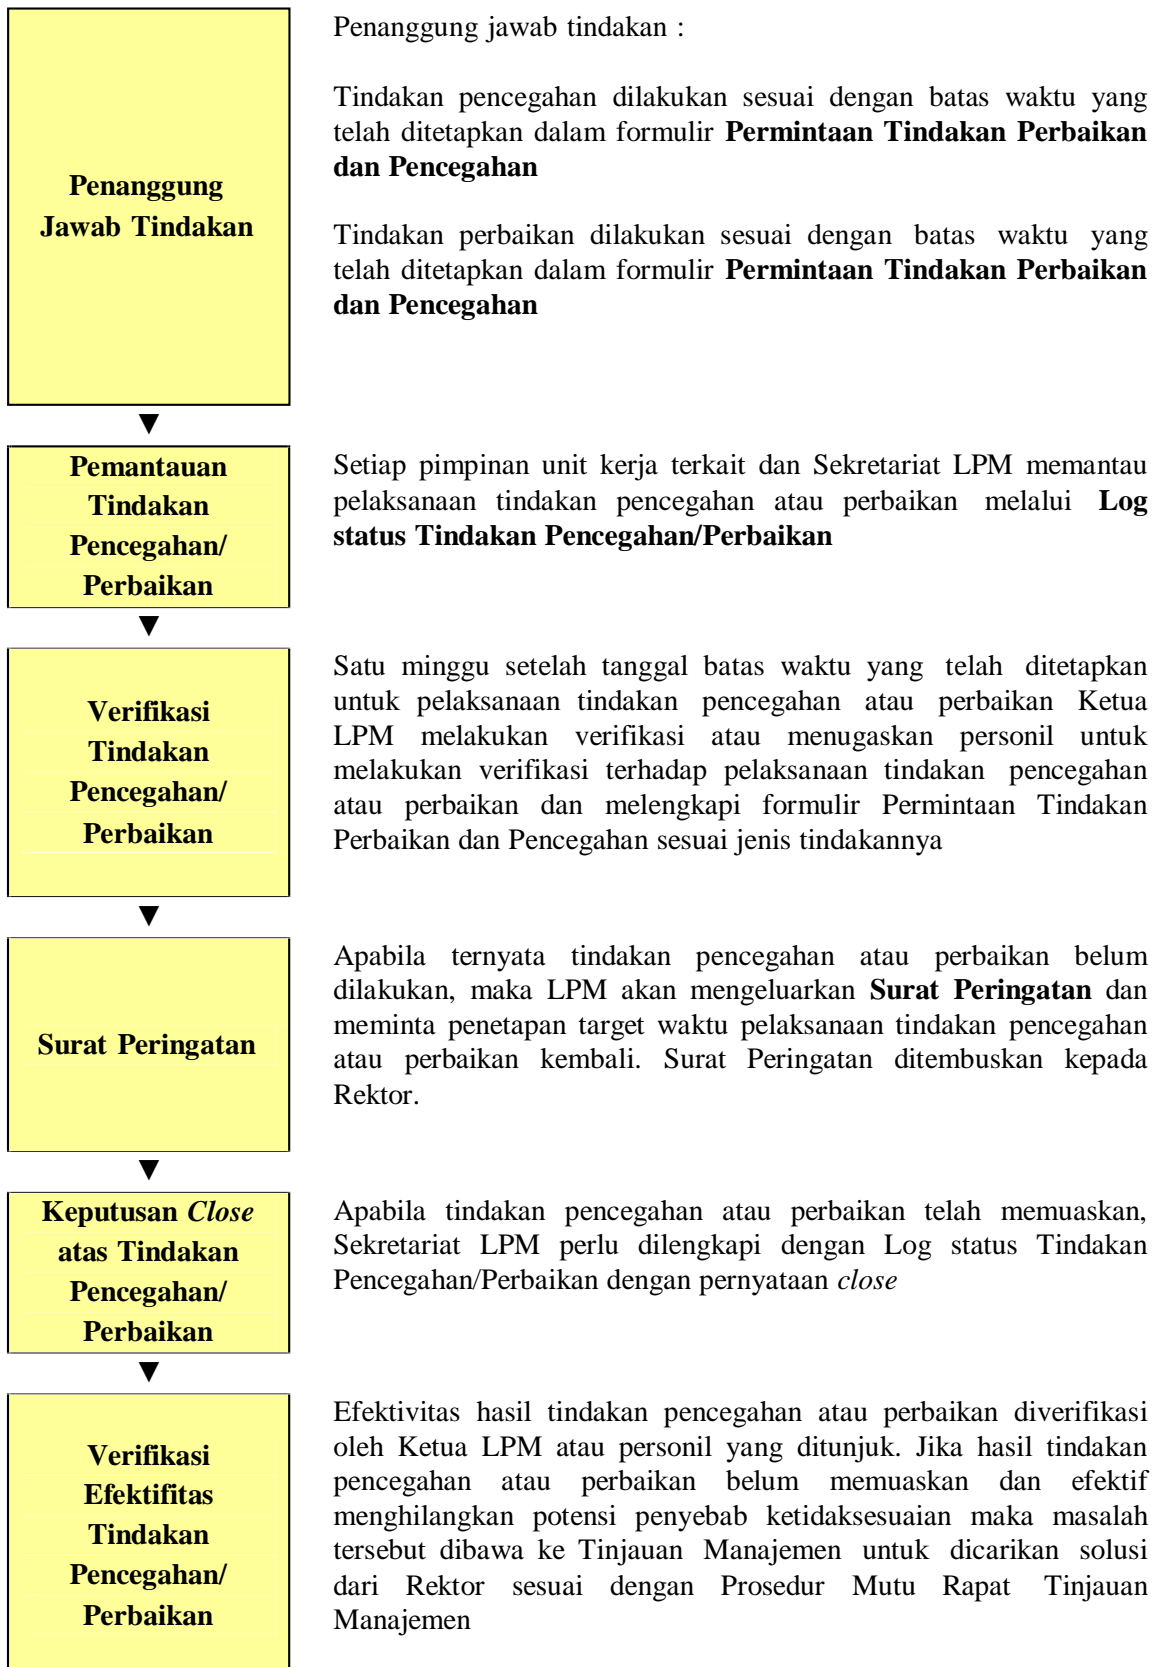 Penanggung
Jawab Tindakan
Penanggung jawab tindakan :
Tindakan pencegahan dilakukan sesuai dengan batas waktu yang
telah ditetapkan dalam formulir Permintaan Tindakan Perbaikan
dan Pencegahan
Tindakan perbaikan dilakukan sesuai dengan batas waktu yang
telah ditetapkan dalam formulir Permintaan Tindakan Perbaikan
dan Pencegahan
▼
Pemantauan
Tindakan
Pencegahan/
Perbaikan
Setiap pimpinan unit kerja terkait dan Sekretariat LPM memantau
pelaksanaan tindakan pencegahan atau perbaikan melalui Log
status Tindakan Pencegahan/Perbaikan
▼
Verifikasi
Tindakan
Pencegahan/
Perbaikan
Satu minggu setelah tanggal batas waktu yang telah ditetapkan
untuk pelaksanaan tindakan pencegahan atau perbaikan Ketua
LPM melakukan verifikasi atau menugaskan personil untuk
melakukan verifikasi terhadap pelaksanaan tindakan pencegahan
atau perbaikan dan melengkapi formulir Permintaan Tindakan
Perbaikan dan Pencegahan sesuai jenis tindakannya
▼
Surat Peringatan
Apabila ternyata tindakan pencegahan atau perbaikan belum
dilakukan, maka LPM akan mengeluarkan Surat Peringatan dan
meminta penetapan target waktu pelaksanaan tindakan pencegahan
atau perbaikan kembali. Surat Peringatan ditembuskan kepada
Rektor.
▼
Keputusan Close
atas Tindakan
Pencegahan/
Perbaikan
Apabila tindakan pencegahan atau perbaikan telah memuaskan,
Sekretariat LPM perlu dilengkapi dengan Log status Tindakan
Pencegahan/Perbaikan dengan pernyataan close
▼
Verifikasi
Efektifitas
Tindakan
Pencegahan/
Perbaikan
Efektivitas hasil tindakan pencegahan atau perbaikan diverifikasi
oleh Ketua LPM atau personil yang ditunjuk. Jika hasil tindakan
pencegahan atau perbaikan belum memuaskan dan efektif
menghilangkan potensi penyebab ketidaksesuaian maka masalah
tersebut dibawa ke Tinjauan Manajemen untuk dicarikan solusi
dari Rektor sesuai dengan Prosedur Mutu Rapat Tinjauan
Manajemen